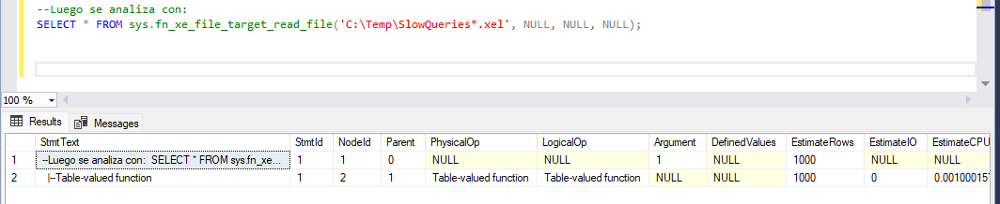 --Luego se analiza con:
SELECT * FROM sys.fn_xe_file_target_read_file('C:\Temp\SlowQueries*.xel', NULL, NULL, NULL);
100 %
Results Messages
StmtText StmtId NodeId Parent PhysicalOp LogicalOp Argument DefinedValues EstimateRows EstimateIO EstimateCPU
1 --Luego se analiza con: SELECT * FROM sys.fn_xe... 1 1 0 NULL NULL 1 NULL 1000 NULL NULL
2 |--Table-valued function 1 2 1 Table-valued function Table-valued function NULL NULL 1000 0 0.00100015